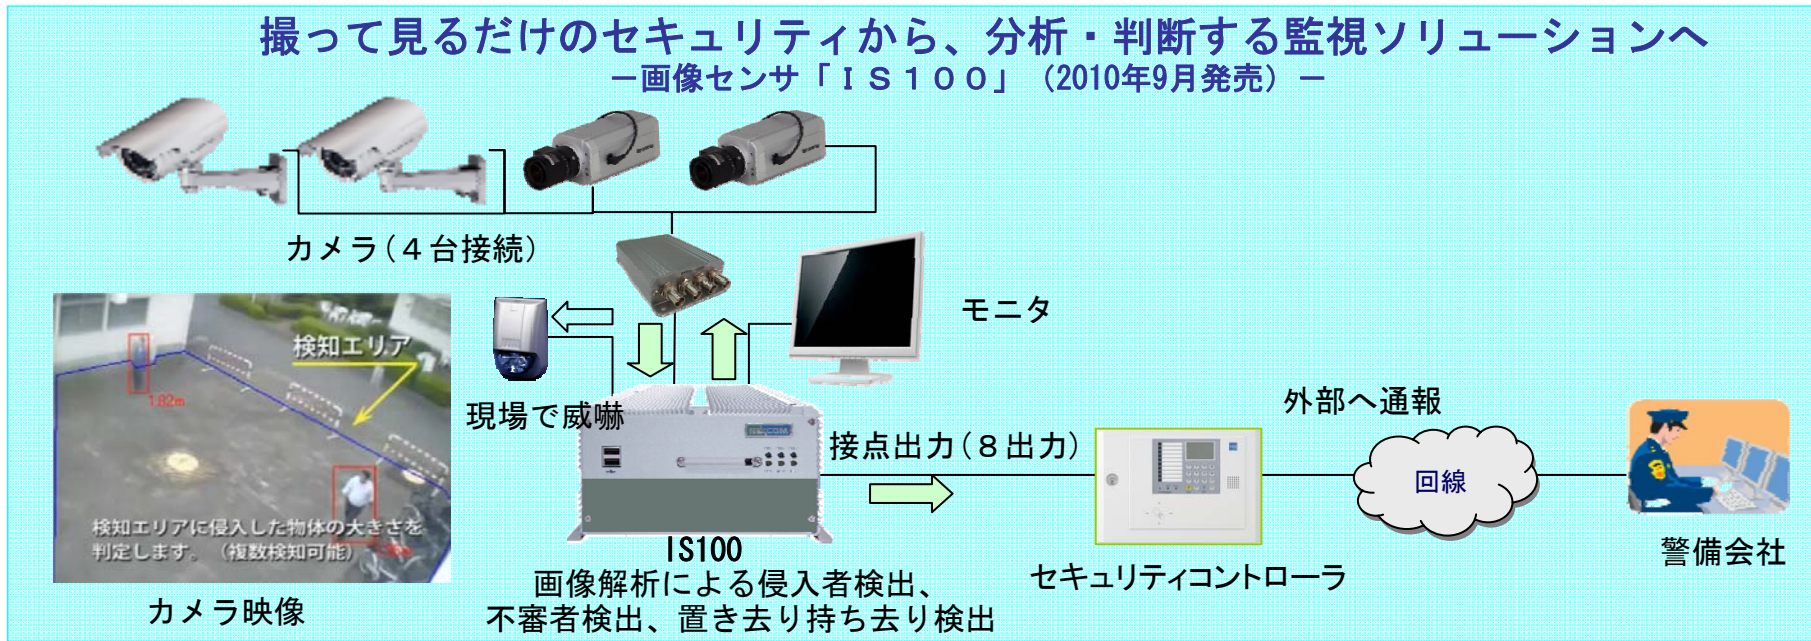 撮って見るだけのセキュリティから、分析・判断する監視ソリューションへ
－画像センサ「ＩＳ１００」（2010年9月発売）－
カメラ(４台接続)
モニタ
検知エリア
1.82m
現場で威嚇
外部へ通報
接点出力(８出力)
回線
検知エリアに侵入した物体の大きさを
判定します。（複数検知可能）
IS100
警備会社
画像解析による侵入者検出、
不審者検出、置き去り持ち去り検出
セキュリティコントローラ
カメラ映像